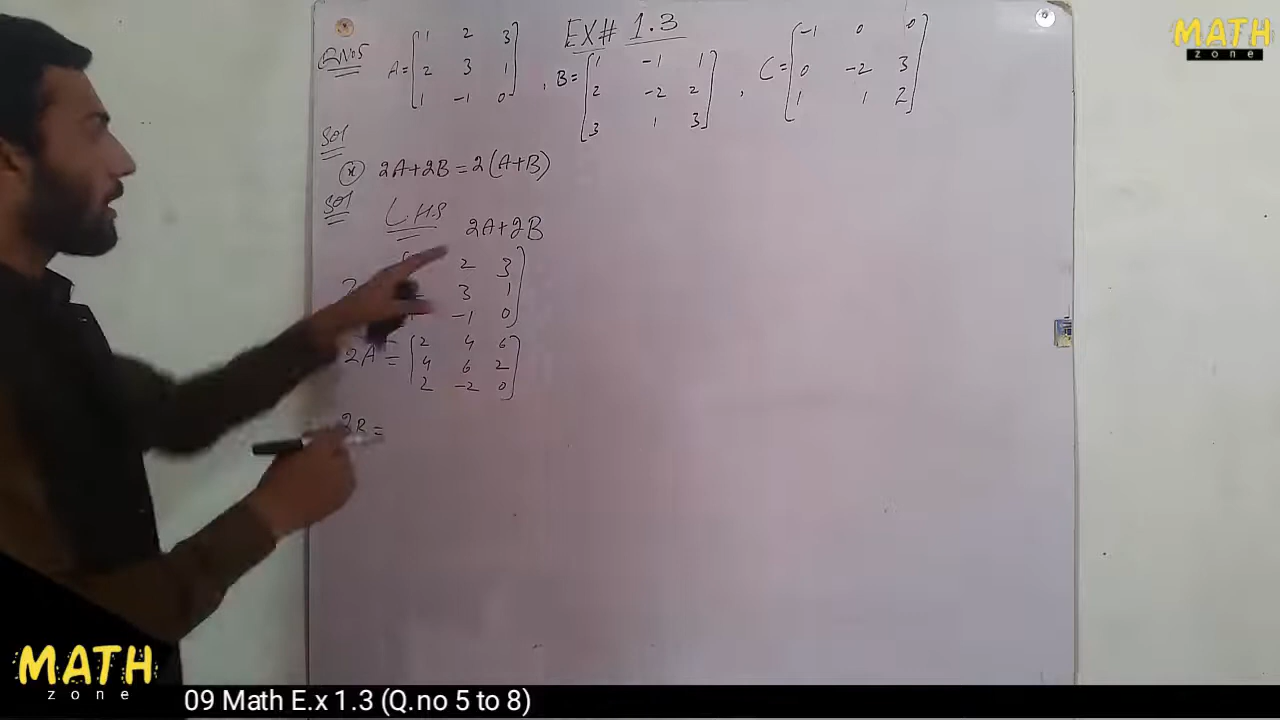 EX# 1.3
QNo5 A= [1 2 3 , B= [1 -1 1 , C= [-1 0 0
2 3 1 2 -2 2 0 -2 3
1 -1 0] 3 1 3] 1 1 2]
Sol
2A+2B=2(A+B)
Sol L.H.S 2A+2B
2 3
3 1
-1 0]
2A = [2 4 6
4 6 2
2 -2 0]
2B =
MATH
zone
MATH
zone
09 Math E.x 1.3 (Q.no 5 to 8)